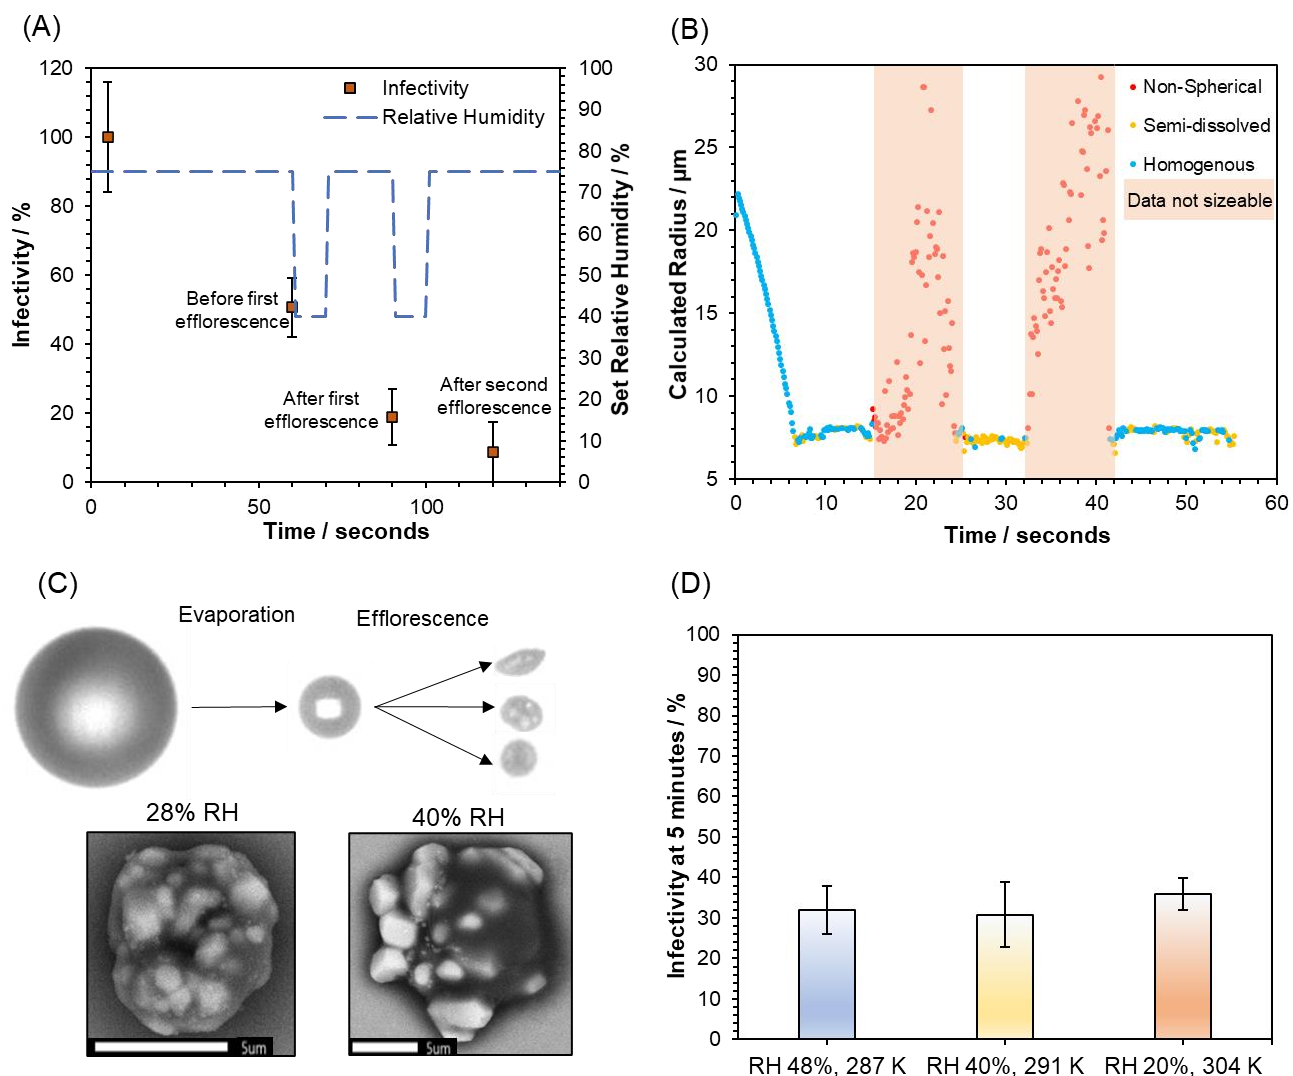 (A)
120
100
80
60
40
20
0
Infectivity / %
0
50
100
Time / seconds
100
90
80
70
60
50
40
30
20
10
0
Set Relative Humidity / %
Infectivity
Relative Humidity
Before first
efflorescence
After first
efflorescence
After second
efflorescence
(B)
30
25
20
15
10
5
Calculated Radius / µm
0
10
20
30
40
50
60
Time / seconds
Non-Spherical
Semi-dissolved
Homogenous
Data not sizeable
(C)
Evaporation
Efflorescence
28% RH
40% RH
5um
5um
(D)
100
90
80
70
60
50
40
30
20
10
0
Infectivity at 5 minutes / %
RH 48%, 287 K
RH 40%, 291 K
RH 20%, 304 K